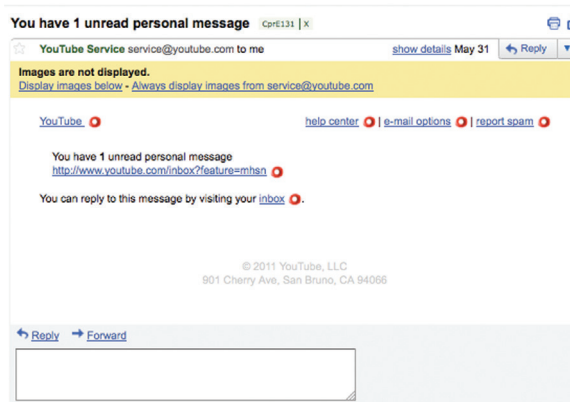 You have 1 unread personal message CprE131 | X
YouTube Service service@youtube.com to me show details May 31 Reply
Images are not displayed.
Display images below - Always display images from service@youtube.com
YouTube help center | e-mail options | report spam
You have 1 unread personal message
http://www.youtube.com/inbox?feature=mhsn
You can reply to this message by visiting your inbox .
© 2011 YouTube, LLC
901 Cherry Ave, San Bruno, CA 94066
Reply Forward